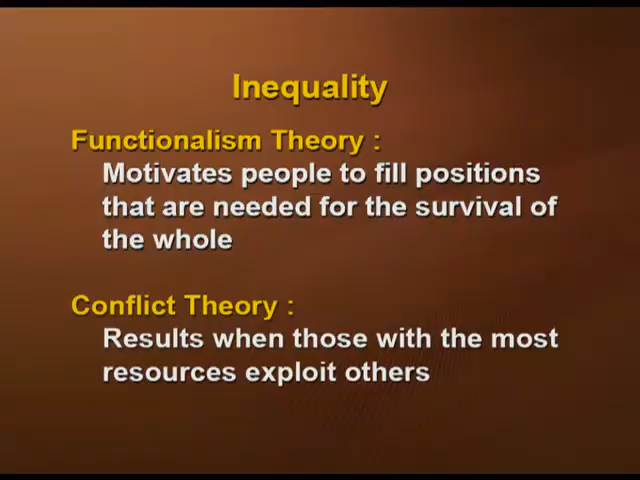 Inequality
Functionalism Theory :
Motivates people to fill positions
that are needed for the survival of
the whole
Conflict Theory :
Results when those with the most
resources exploit others